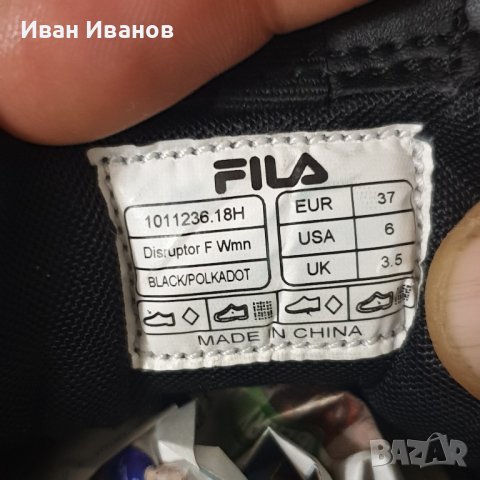 Иван Иванов
FILA
1011236.18H
Disruptor F Wmn
BLACK/POLKADOT
EUR 37
USA 6
UK 3.5
MADE IN CHINA
BAZAR